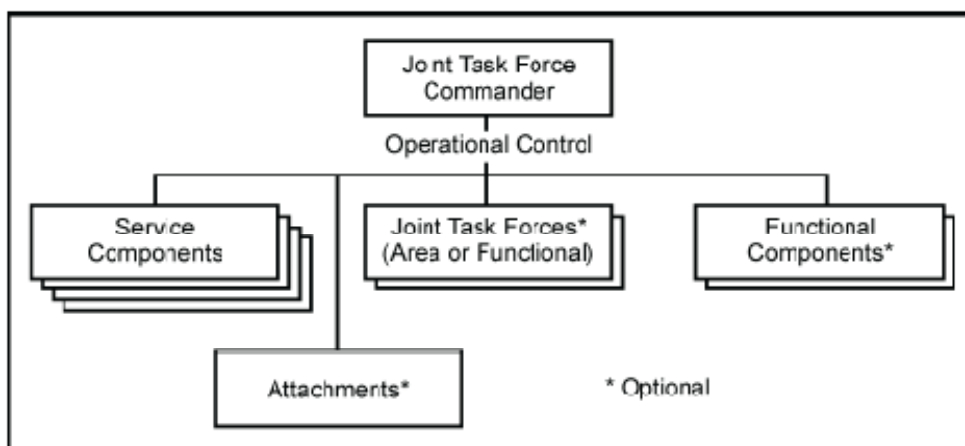 Joint Task Force
Commander
Operational Control
Service
Components
Joint Task Forces*
(Area or Functional)
Functional
Components*
Attachments*
* Optional